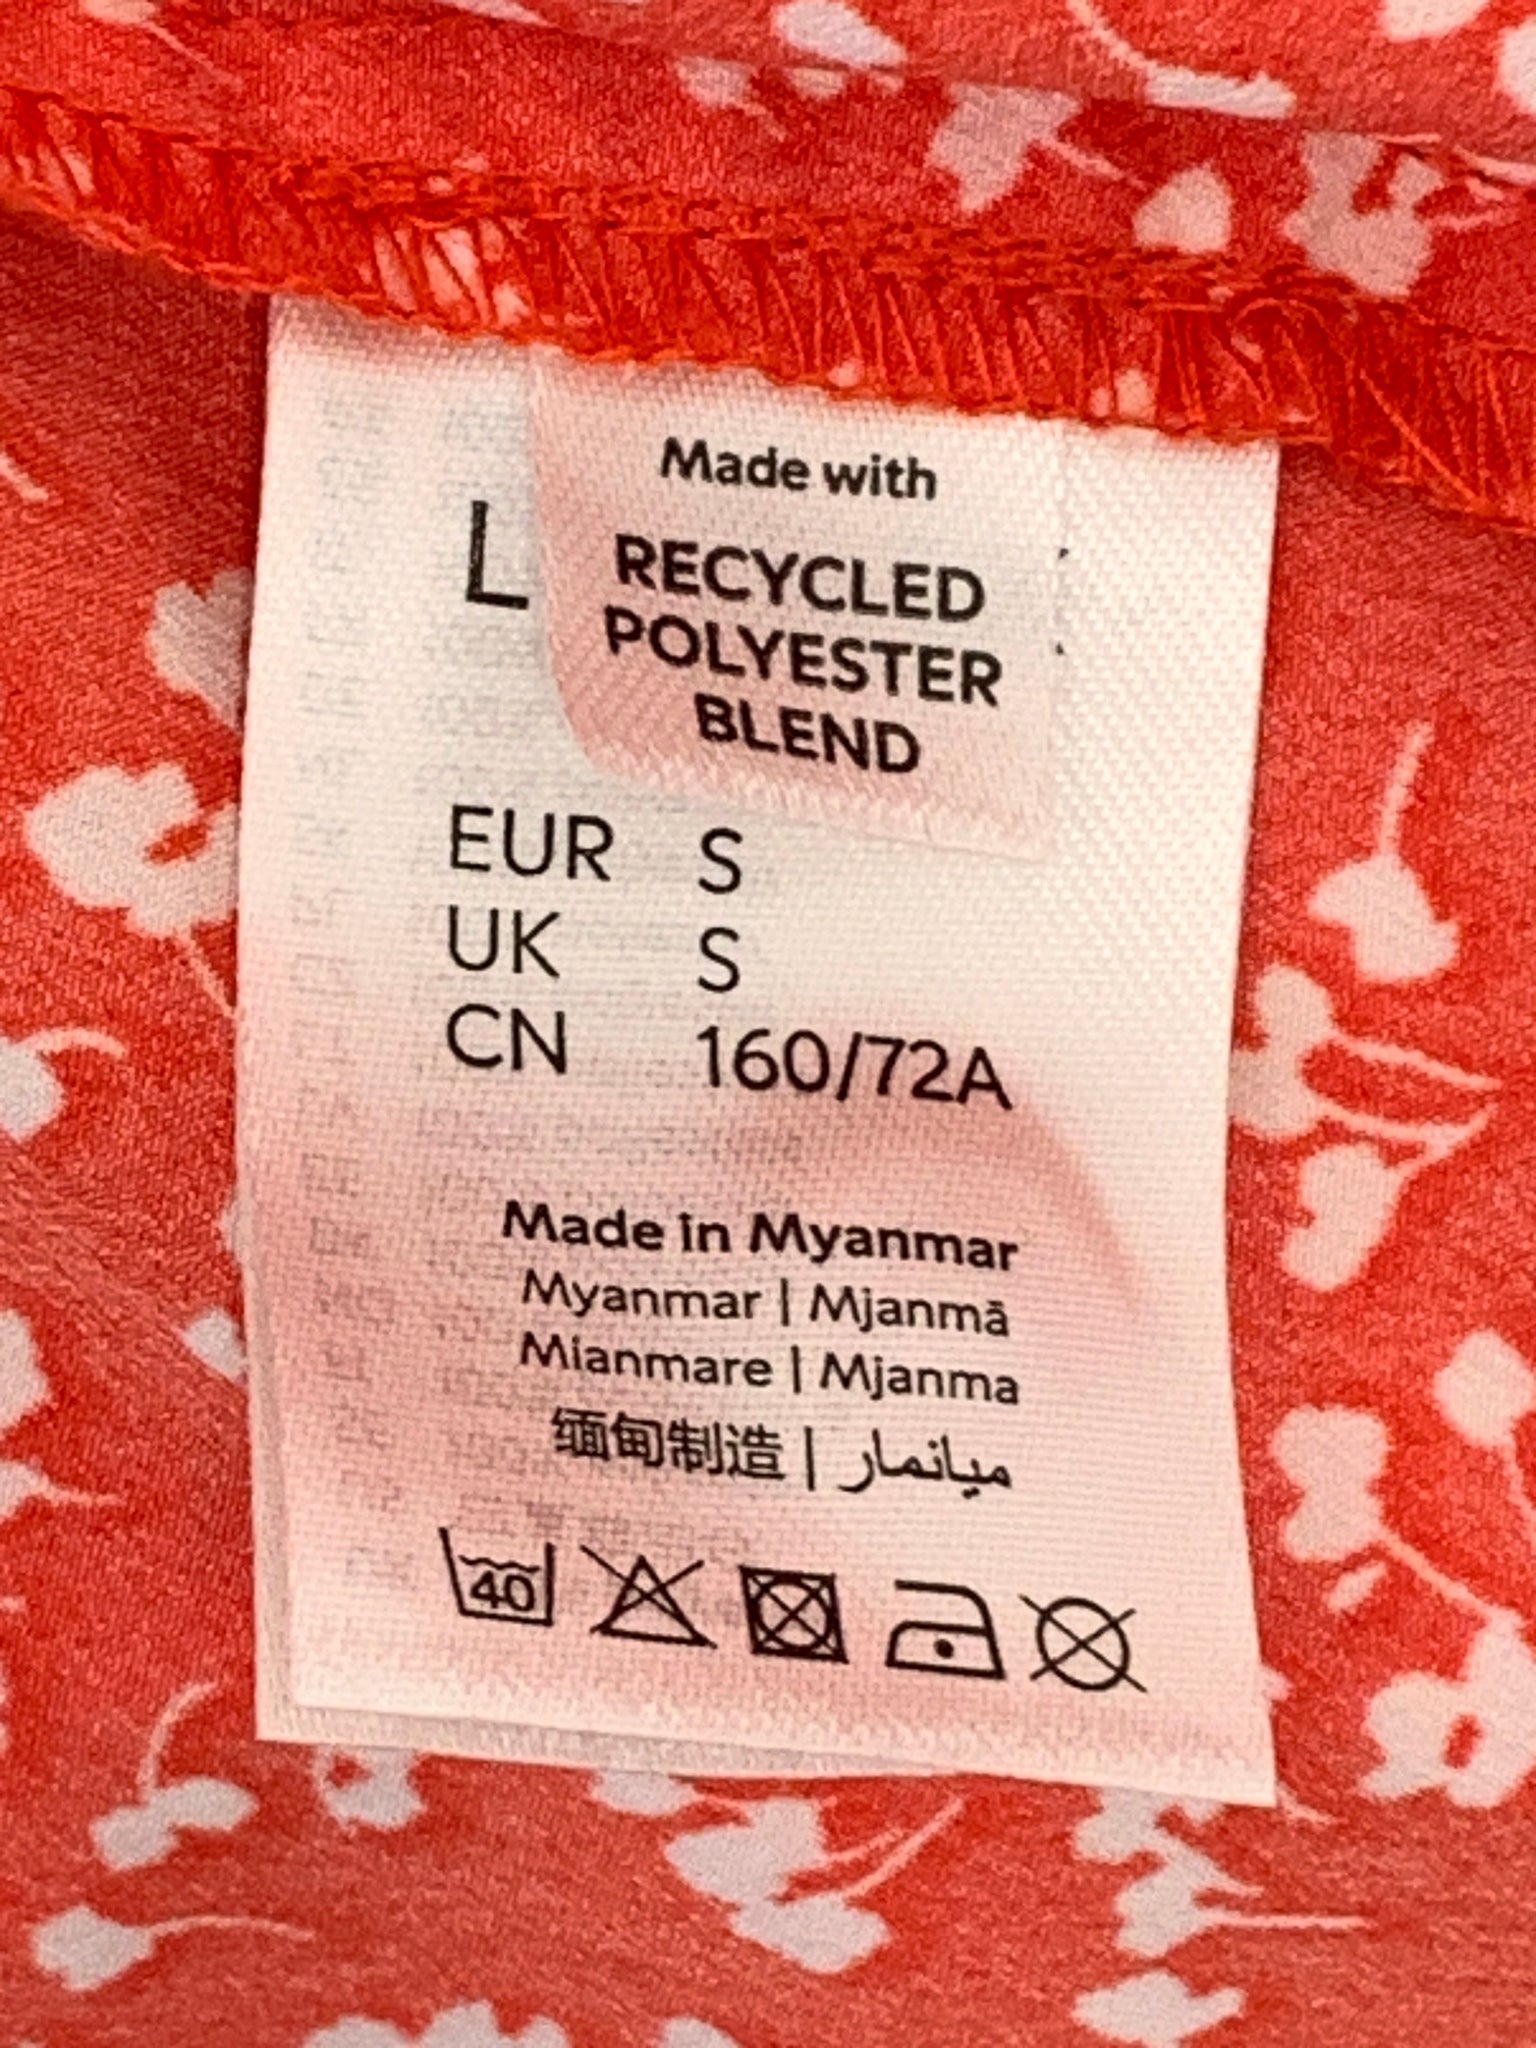 Made with
RECYCLED
POLYESTER
BLEND
EUR S
UK S
CN 160/72A
Made in Myanmar
Myanmar | Mjanmā
Mianmare | Mjanma
缅甸制造 | ميانمار
40